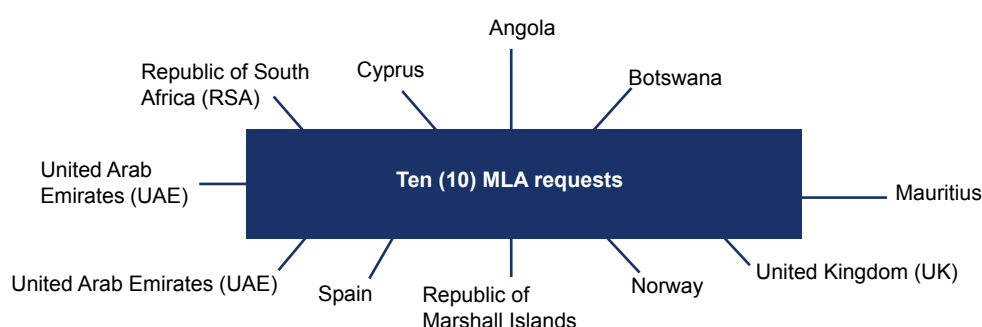 Angola
Republic of South
Africa (RSA)
Cyprus
Botswana
United Arab
Emirates (UAE)
Ten (10) MLA requests
Mauritius
United Arab Emirates (UAE)
Spain
Republic of
Marshall Islands
Norway
United Kingdom (UK)